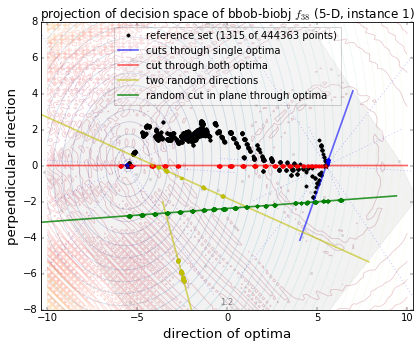 projection of decision space of bbob-biobj f₃₈ (5-D, instance 1)
reference set (1315 of 444363 points)
cuts through single optima
cut through both optima
two random directions
random cut in plane through optima
perpendicular direction
8
6
4
2
0
−2
−4
−6
−8
1.2
−10
−5
0
5
10
direction of optima